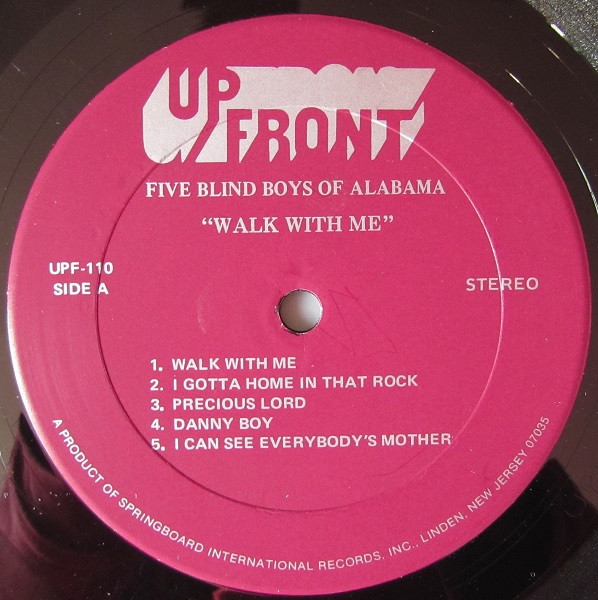 UP
FRONT
FIVE BLIND BOYS OF ALABAMA
"WALK WITH ME"
UPF-110
SIDE A
STEREO
1. WALK WITH ME
2. I GOTTA HOME IN THAT ROCK
3. PRECIOUS LORD
4. DANNY BOY
5. I CAN SEE EVERYBODY'S MOTHER
A PRODUCT OF SPRINGBOARD INTERNATIONAL RECORDS, INC., LINDEN, NEW JERSEY 07035